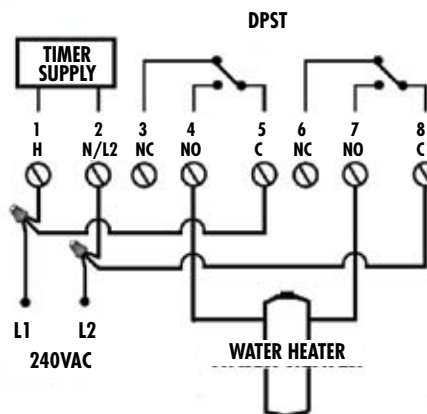 DPST
TIMER
SUPPLY
1 2 3 4 5 6 7 8
H N/L2 NC NO C NC NO C
L1 L2
240VAC
WATER HEATER